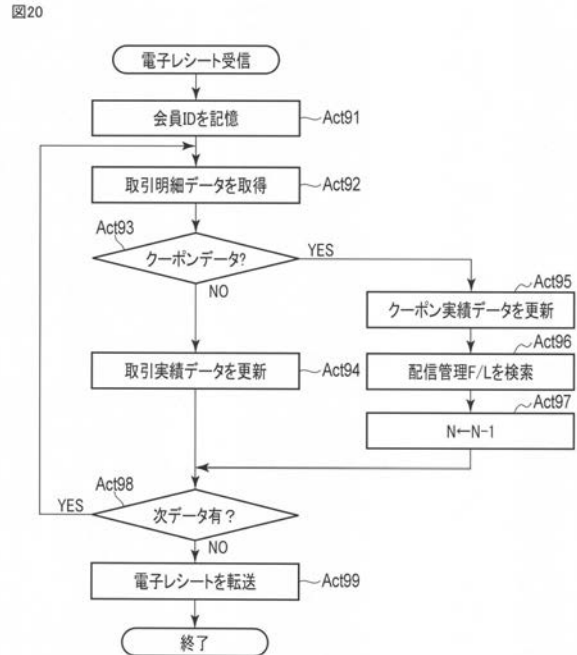 図20
電子レシート受信
会員IDを記憶
Act91
取引明細データを取得
Act92
Act93
クーポンデータ?
YES
NO
Act95
クーポン実績データを更新
Act96
取引実績データを更新
Act94
配信管理F/Lを検索
Act97
N←N-1
Act98
YES
次データ有？
NO
電子レシートを転送
Act99
終了